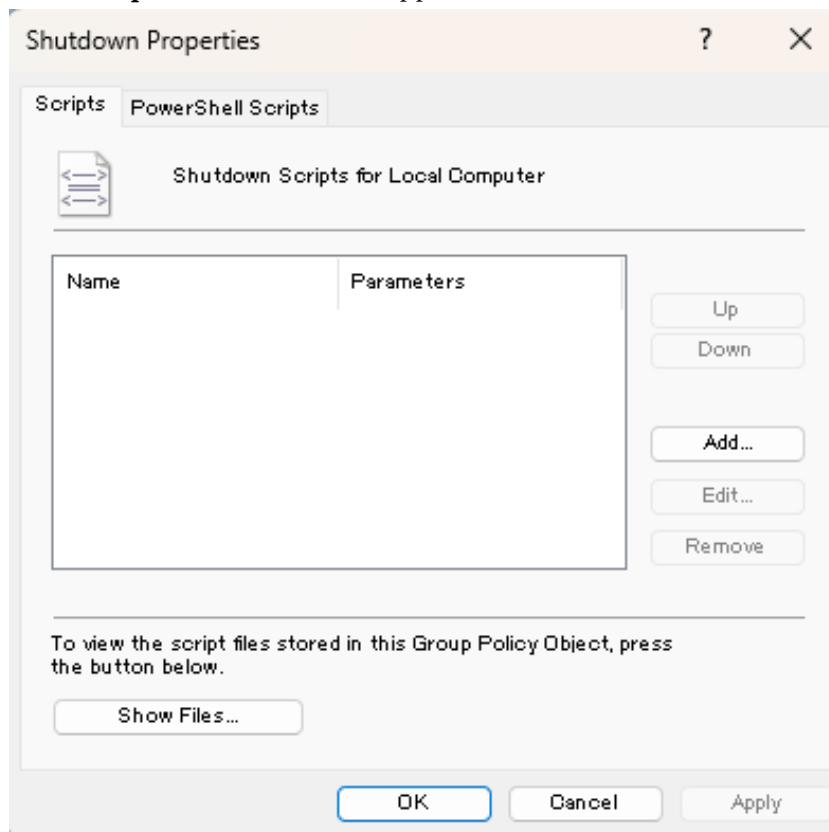 Shutdown Properties ? ×
Scripts PowerShell Scripts
Shutdown Scripts for Local Computer
Name Parameters
Up
Down
Add...
Edit...
Remove
To view the script files stored in this Group Policy Object, press
the button below.
Show Files...
OK Cancel Apply